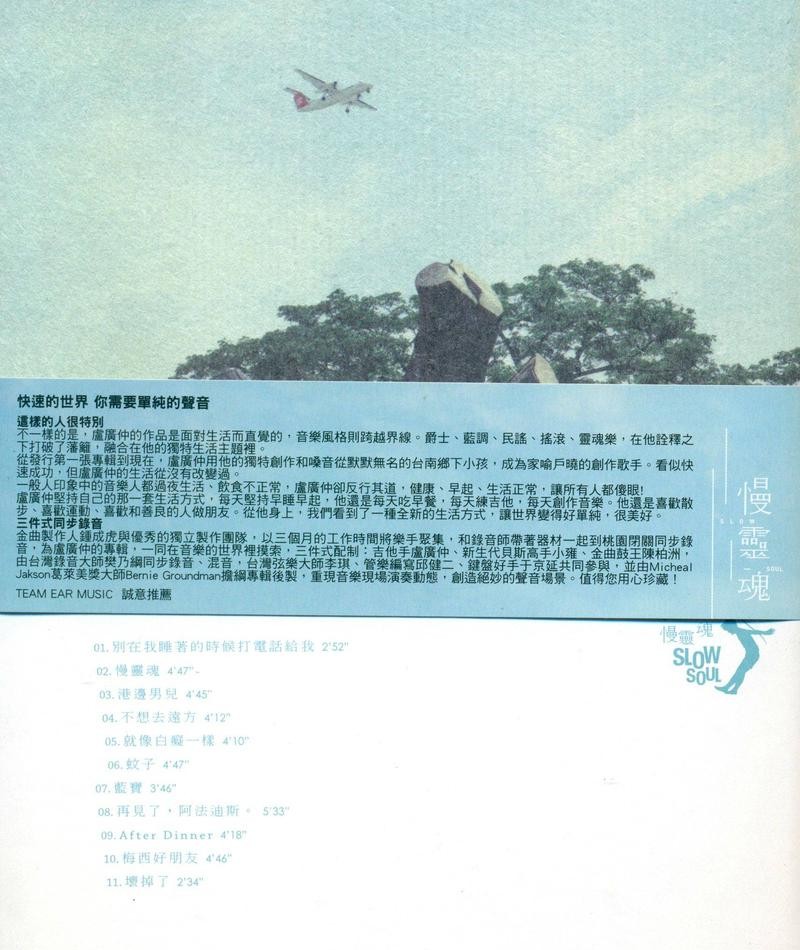 快速的世界 你需要單純的聲音
這樣的人很特別
不一樣的是，盧廣仲的作品是面對生活而直覺的，音樂風格則跨越界線。爵士、藍調、民謠、搖滾、靈魂樂，在他詮釋之
下打破了藩籬，融合在他的獨特生活主題裡。
從發行第一張專輯到現在，盧廣仲用他的獨特創作和嗓音從默默無名的台南鄉下小孩，成為家喻戶曉的創作歌手。看似快
速成功，但盧廣仲的生活從沒有改變過。
一般人印象中的音樂人都過夜生活、飲食不正常，盧廣仲卻反行其道，健康、早起、生活正常，讓所有人都傻眼!
盧廣仲堅持自己的那一套生活方式，每天堅持早睡早起，他還是每天吃早餐，每天練吉他，每天創作音樂。他還是喜歡散
步、喜歡運動、喜歡和善良的人做朋友。從他身上，我們看到了一種全新的生活方式，讓世界變得好單純，很美好。
三件式同步錄音
金曲製作人鍾成虎與優秀的獨立製作團隊，以三個月的工作時間將樂手聚集，和錄音師帶著器材一起到桃園閉關同步錄
音，為盧廣仲的專輯，一同在音樂的世界裡摸索，三件式配制：吉他手盧廣仲、新生代貝斯高手小雍、金曲鼓王陳柏洲，
由台灣錄音大師樊乃綱同步錄音、混音，台灣弦樂大師李琪、管樂編寫邱健二、鍵盤好手于京延共同參與，並由Micheal
Jakson葛萊美獎大師Bernie Groundman擔綱專輯後製，重現音樂現場演奏動態，創造絕妙的聲音場景。值得您用心珍藏！
TEAM EAR MUSIC 誠意推薦
慢靈魂
SLOW
SOUL
慢靈魂
SLOW
SOUL
01.別在我睡著的時候打電話給我 2'52"
02.慢靈魂 4'47"~
03.港邊男兒 4'45"
04.不想去遠方 4'12"
05.就像白癡一樣 4'10"
06.蚊子 4'47"
07.藍寶 3'46"
08.再見了，阿法迪斯。 5'33"
09.After Dinner 4'18"
10.梅西好朋友 4'46"
11.壞掉了 2'34"